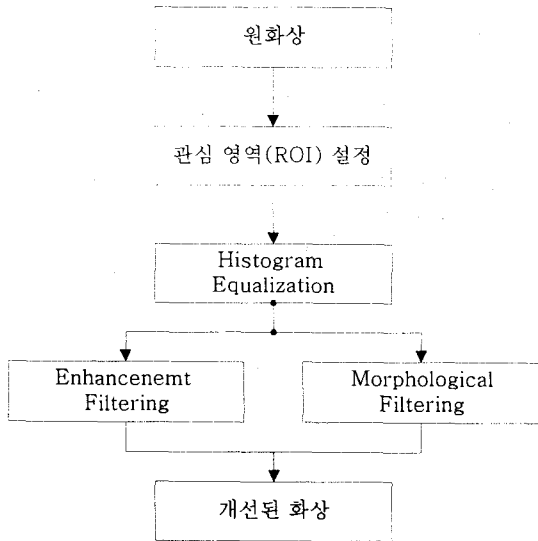 원화상
관심 영역(ROI) 설정
Histogram
Equalization
Enhancenemt
Filtering
Morphological
Filtering
개선된 화상